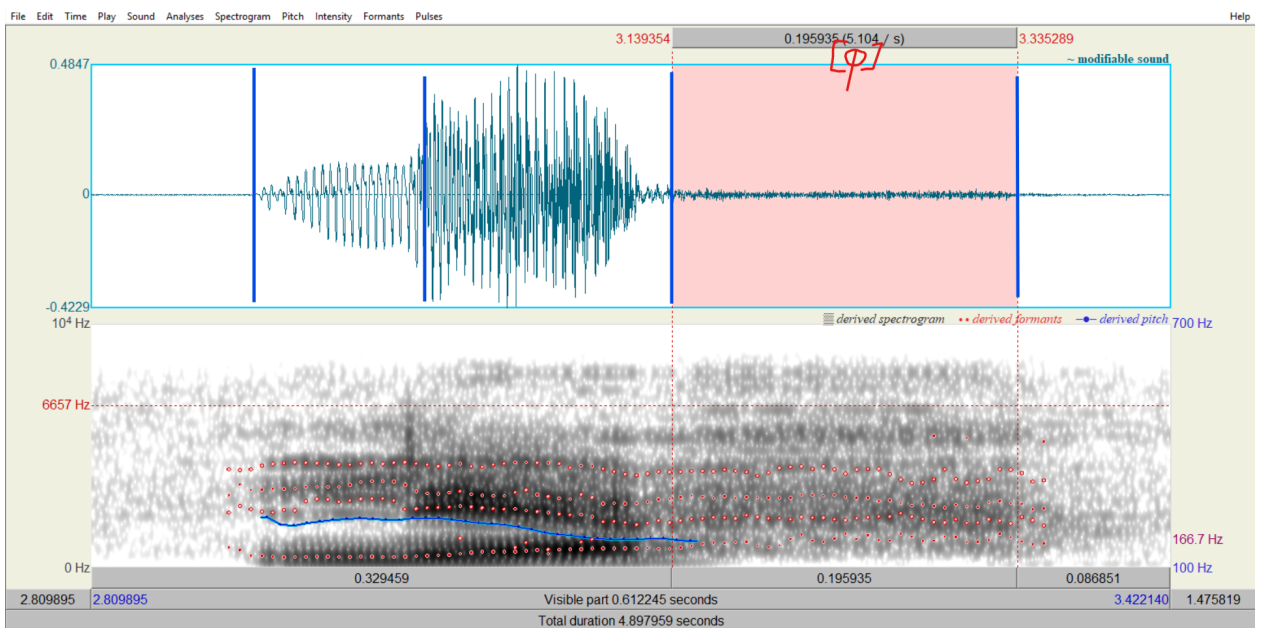 File Edit Time Play Sound Analyses Spectrogram Pitch Intensity Formants Pulses Help
3.139354 0.195935 (5.104 / s) 3.335289
[φ]
0.4847 ~ modifiable sound
0
-0.4229
10⁴ Hz derived spectrogram derived formants derived pitch 700 Hz
6657 Hz
166.7 Hz
0 Hz 100 Hz
0.329459 0.195935 0.086851
2.809895 2.809895 Visible part 0.612245 seconds 3.422140 1.475819
Total duration 4.897959 seconds